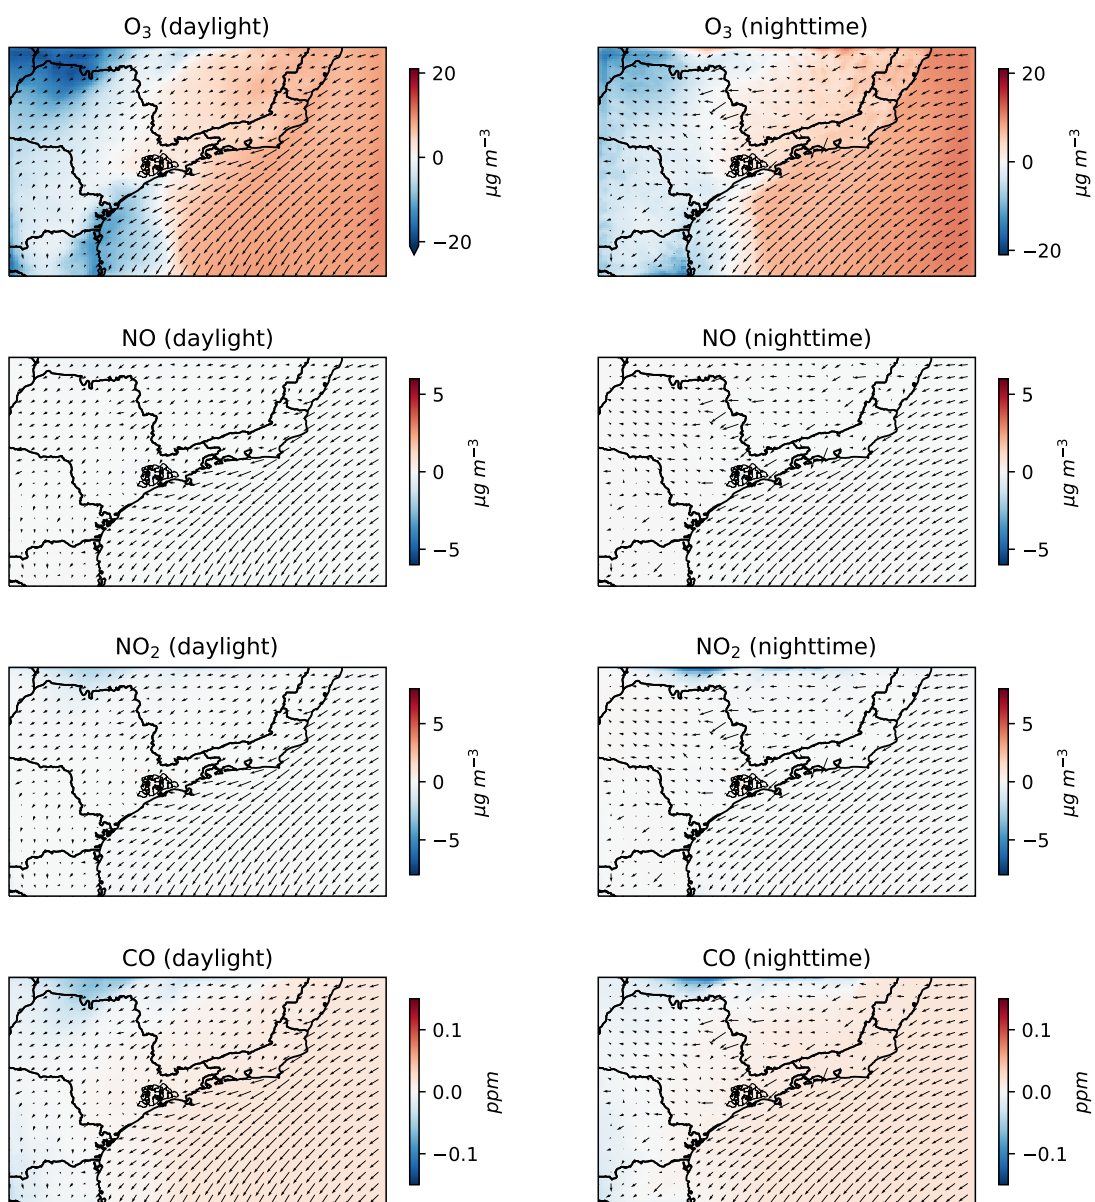 O₃ (daylight)
20
0
−20
μg m⁻³
O₃ (nighttime)
20
0
−20
μg m⁻³
NO (daylight)
5
0
−5
μg m⁻³
NO (nighttime)
5
0
−5
μg m⁻³
NO₂ (daylight)
5
0
−5
μg m⁻³
NO₂ (nighttime)
5
0
−5
μg m⁻³
CO (daylight)
0.1
0.0
−0.1
ppm
CO (nighttime)
0.1
0.0
−0.1
ppm